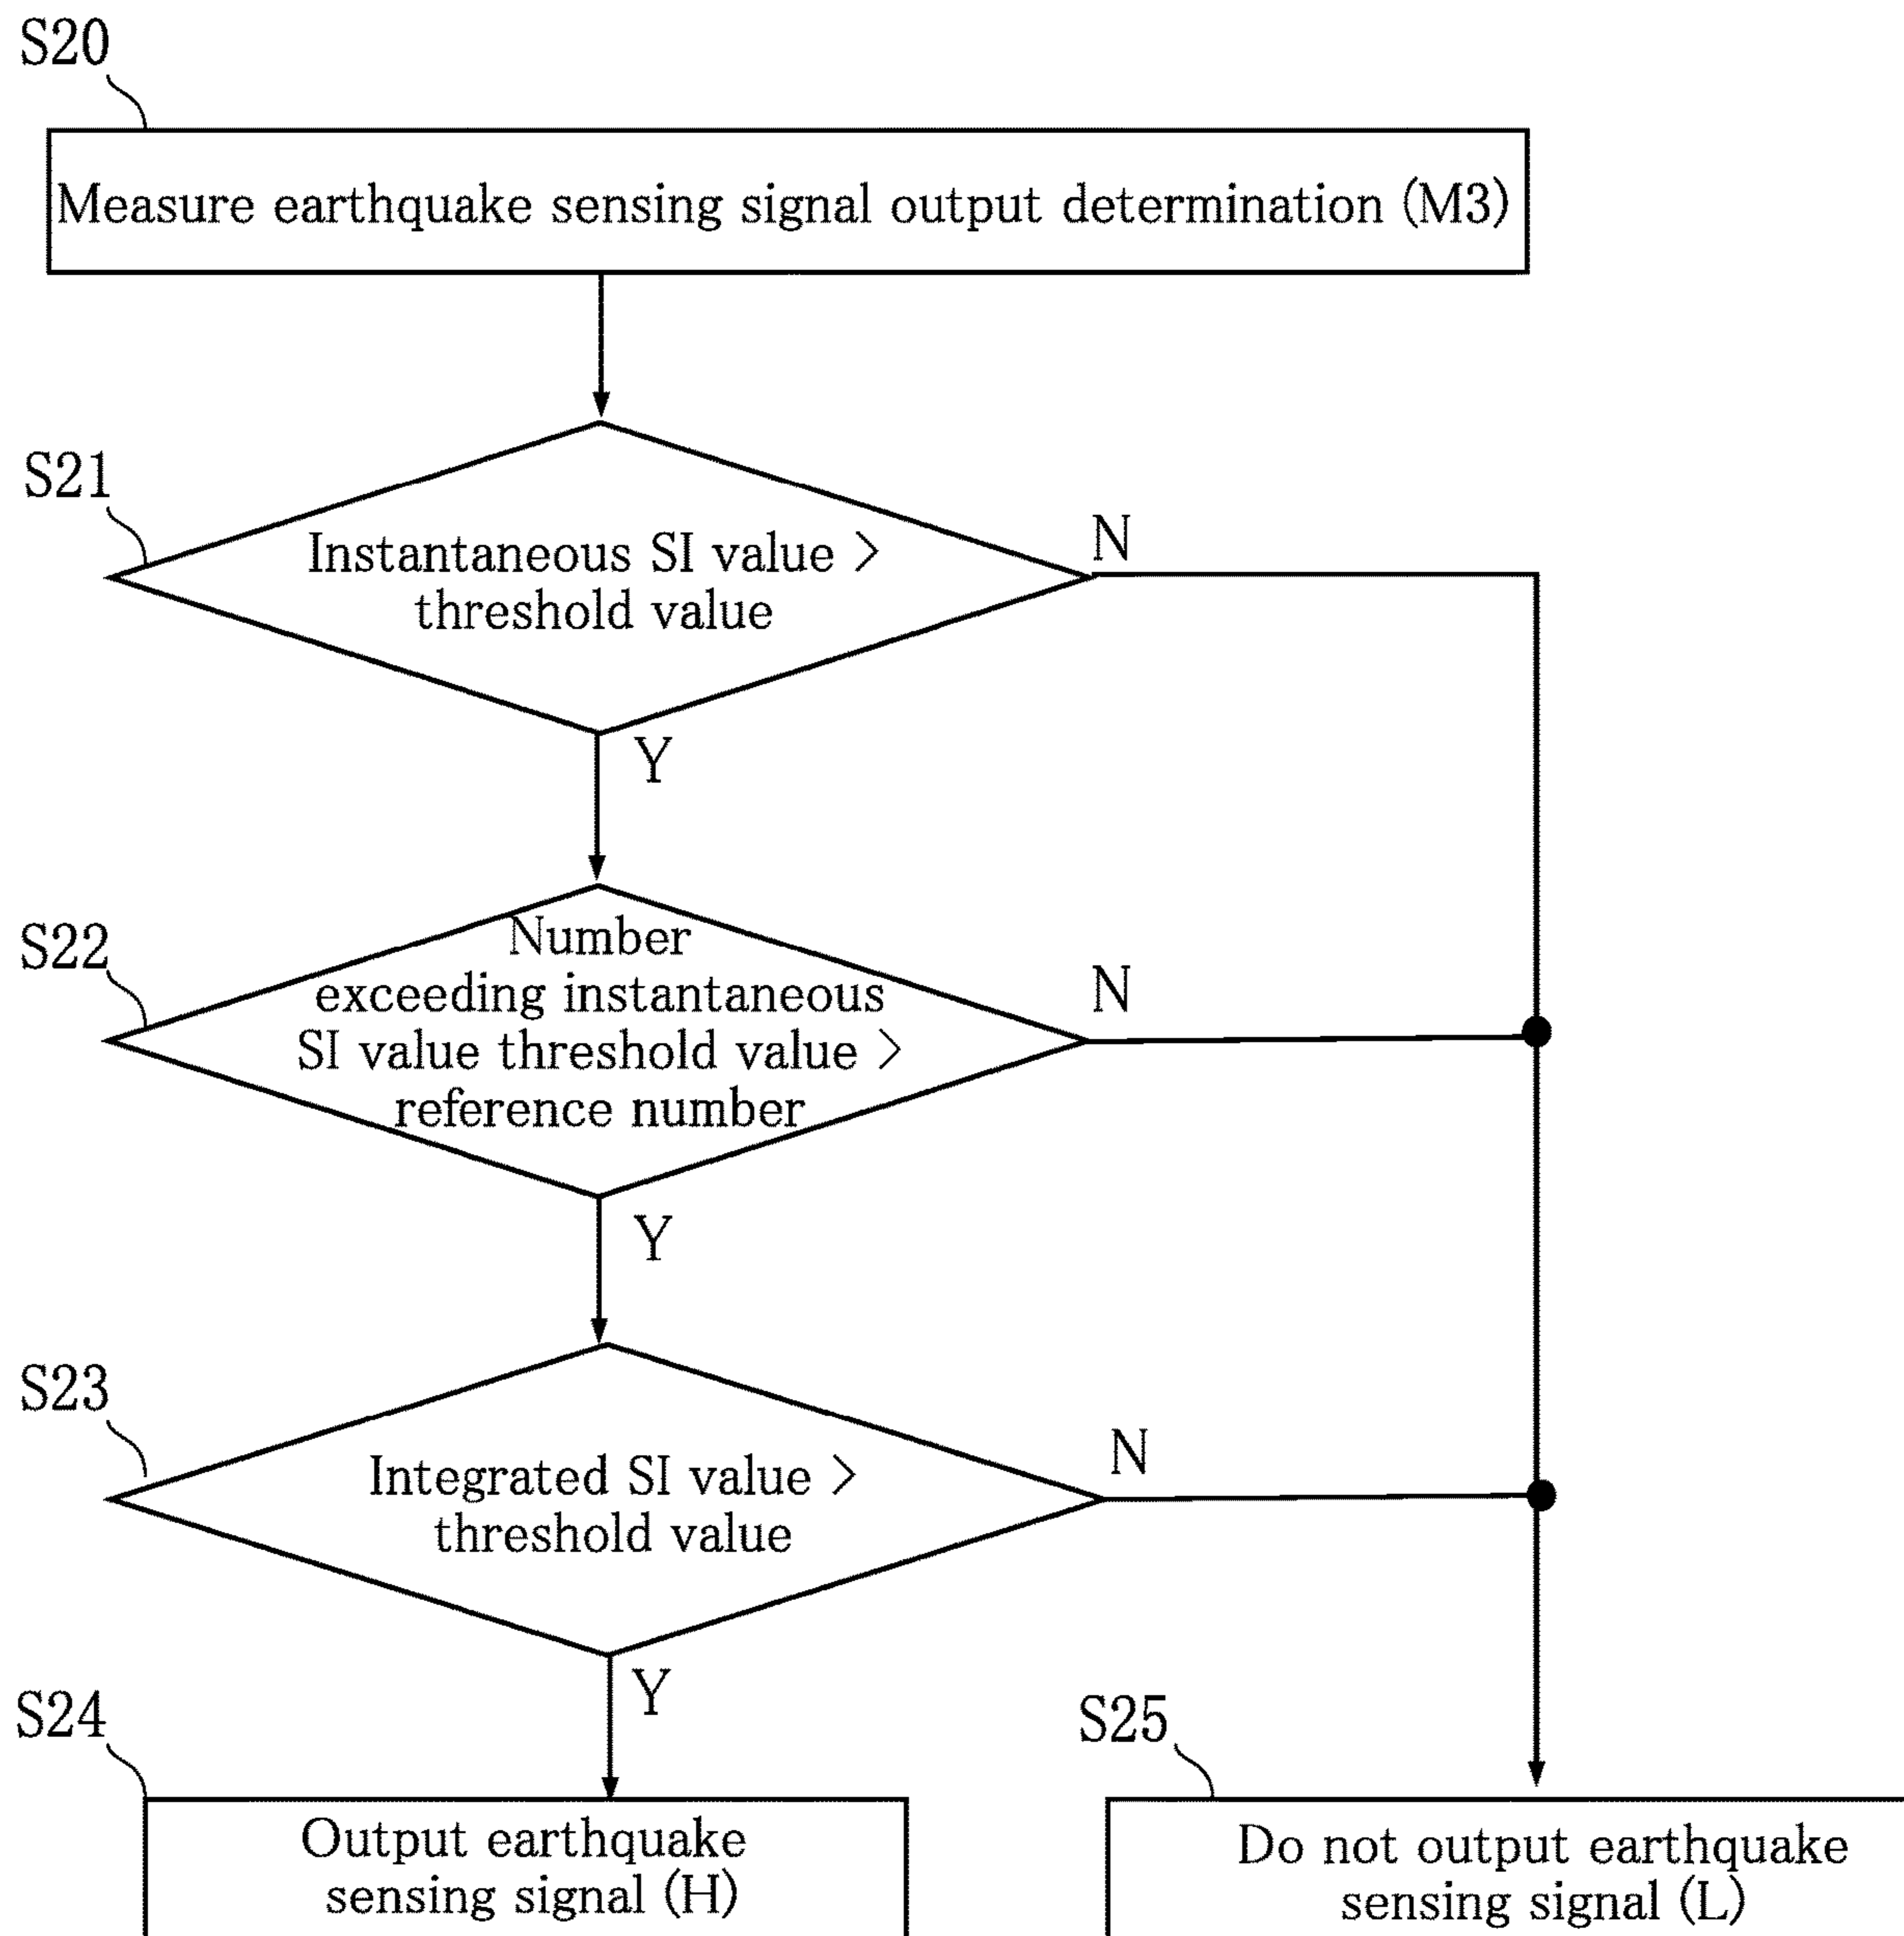 S20
Measure earthquake sensing signal output determination (M3)
S21
Instantaneous SI value >
threshold value
N
Y
S22
Number
exceeding instantaneous
SI value threshold value >
reference number
N
Y
S23
Integrated SI value >
threshold value
N
Y
S24
Output earthquake
sensing signal (H)
S25
Do not output earthquake
sensing signal (L)